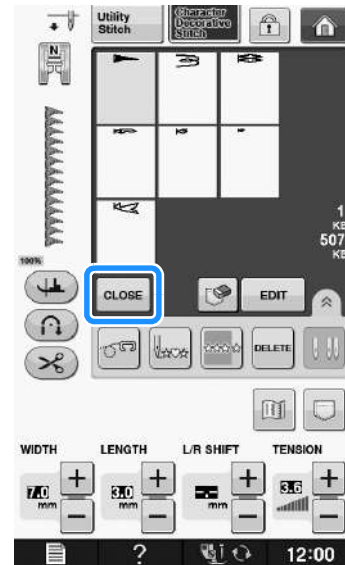 Utility
Stitch
Character
Decorative
Stitch
N
1
KB
507
KB
100%
CLOSE
EDIT
DELETE
WIDTH
LENGTH
L/R SHIFT
TENSION
7.0
mm
3.0
mm
-.--
mm
3.6
?
12:00